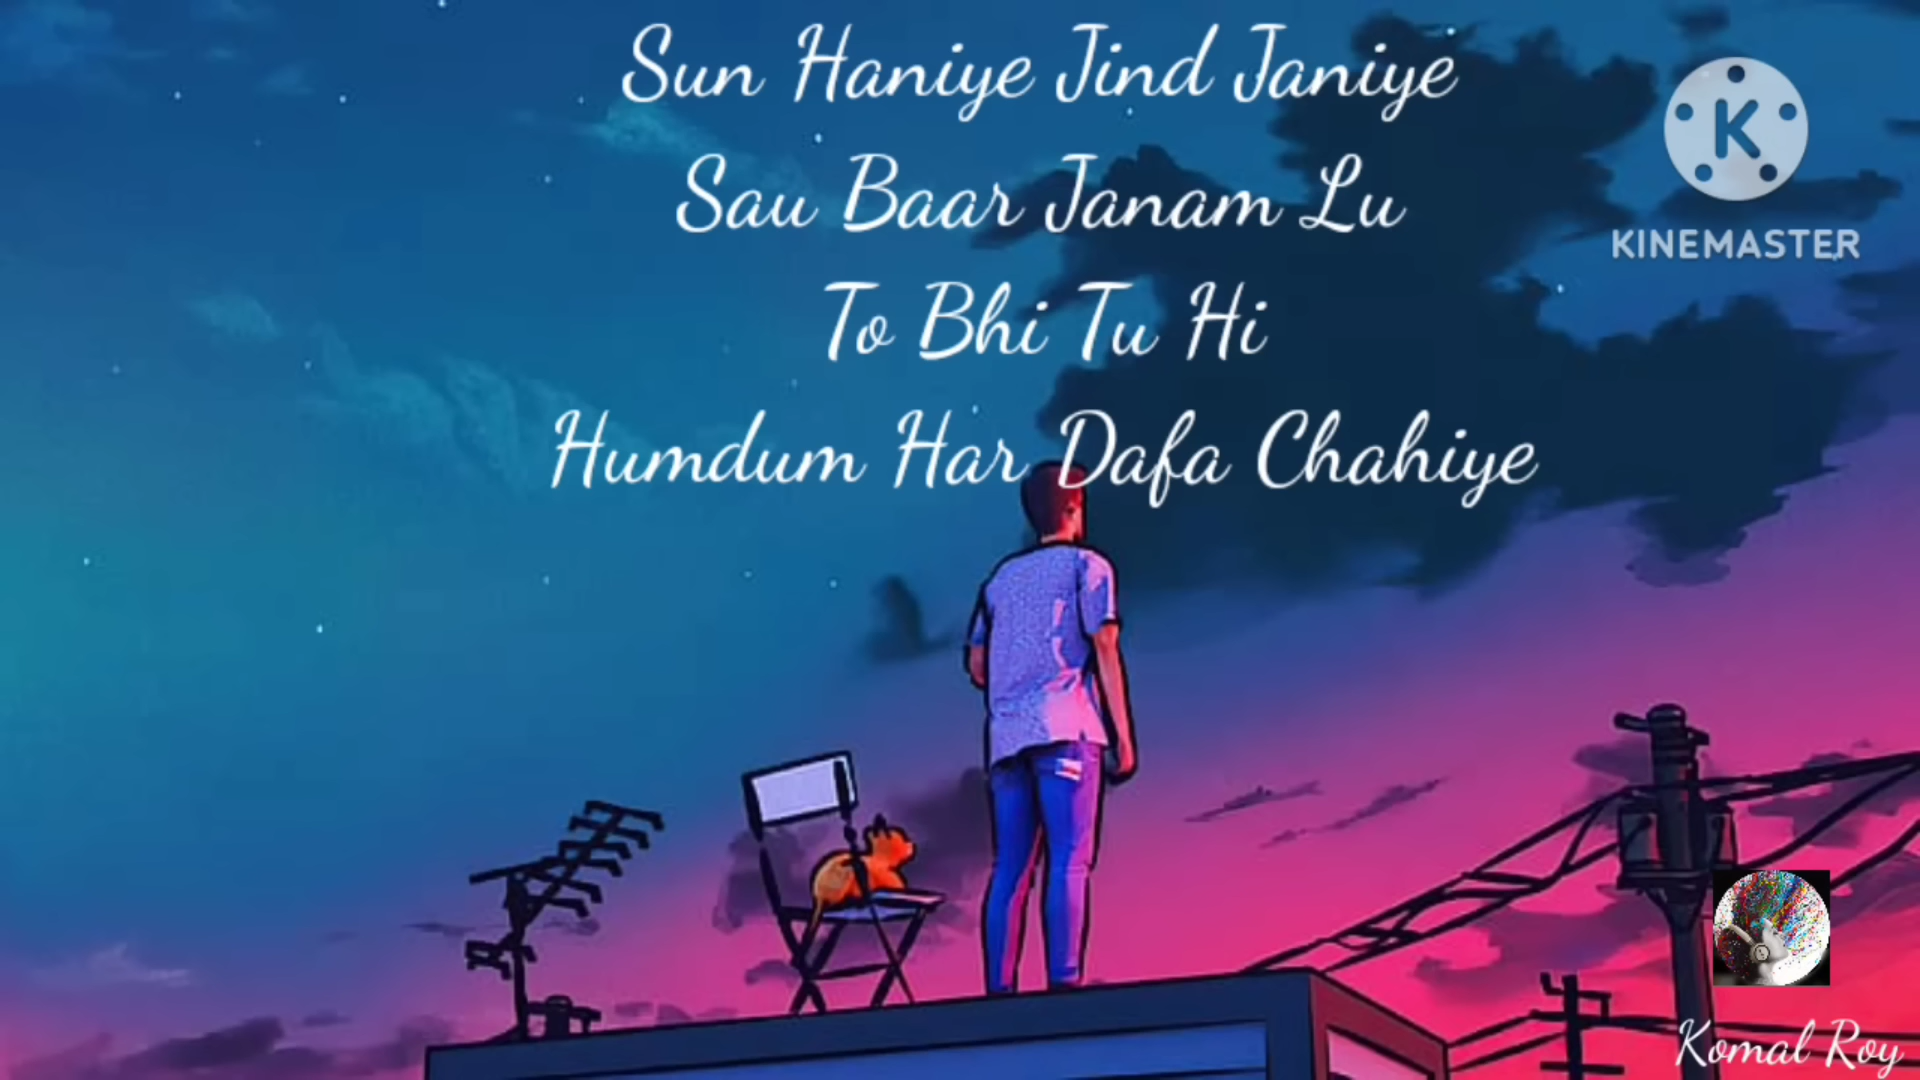 Sun Haniye Jind Janiye
Sau Baar Janam Lu
To Bhi Tu Hi
Humdum Har Dafa Chahiye
K
KINEMASTER
Komal Roy